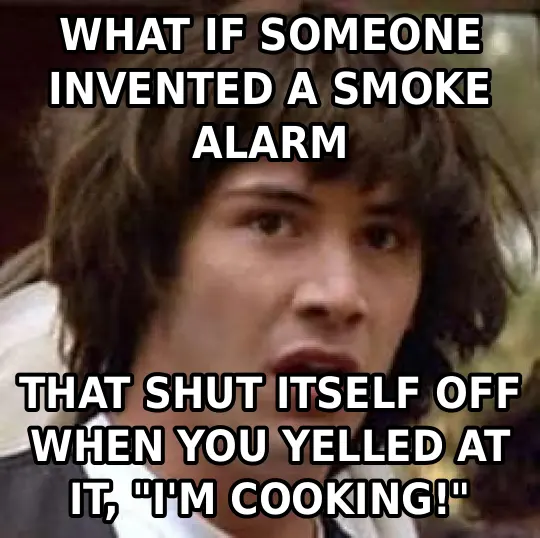 WHAT IF SOMEONE
INVENTED A SMOKE
ALARM
THAT SHUT ITSELF OFF
WHEN YOU YELLED AT
IT, "I'M COOKING!"